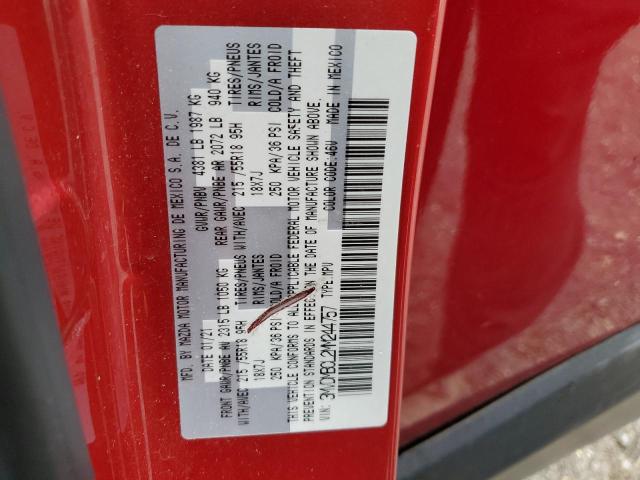 MFD. BY MAZDA MOTOR MANUFACTURING DE MEXICO S.A. DE C.V.
DATE 01/21 GVWR/PNBV 4381 LB 1987 KG
FRONT GAWR/PNBE AV 2315 LB 1050 KG REAR GAWR/PNBE AR 2072 LB 940 KG
WITH/AVEC 215 /55R18 95H TIRES/PNEUS WITH/AVEC 215 /55R18 95H TIRES/PNEUS
18X7J RIMS/JANTES 18X7J RIMS/JANTES
250 KPA/36 PSI COLD/A FROID 250 KPA/36 PSI COLD/A FROID
THIS VEHICLE CONFORMS TO ALL APPLICABLE FEDERAL MOTOR VEHICLE SAFETY AND THEFT
PREVENTION STANDARDS IN EFFECT ON THE DATE OF MANUFACTURE SHOWN ABOVE.
VIN: TYPE:MPV COLOR CODE:46V MADE IN MEXICO